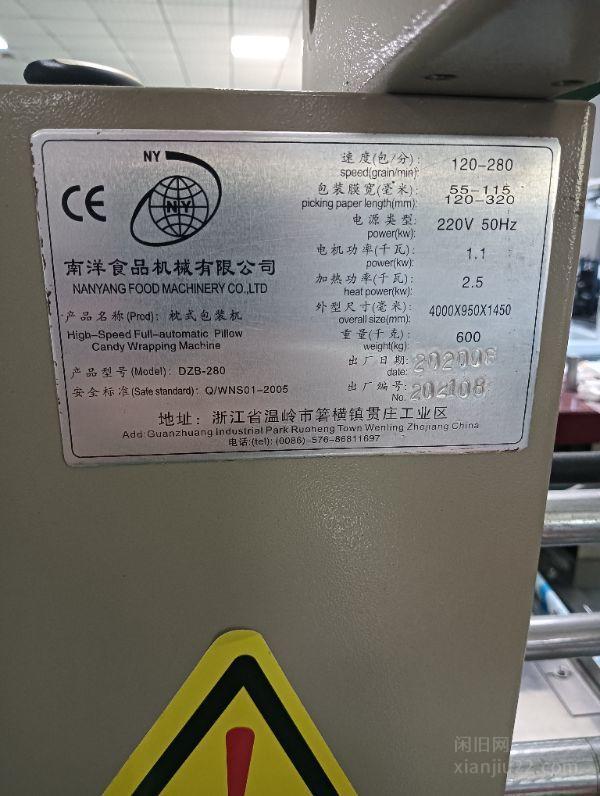 NY
NY
CE
南洋食品机械有限公司
NANYANG FOOD MACHINERY CO.,LTD
产品名称(Prod): 枕式包装机
High-Speed Full-automatic Pillow
Candy Wrapping Machine
产品型号(Model): DZB-280
安全标准(Safe standard): Q/WNS01-2005
速度(包/分): 120-280
speed(grain/min)
包装膜宽(毫米): 55-115
picking paper length(mm): 120-320
电源类型: 220V 50Hz
power(kw):
电机功率(千瓦): 1.1
power(kw):
加热功率(千瓦): 2.5
heat power(kw):
外型尺寸(毫米): 4000X950X1450
overall size(mm):
重量(千克): 600
weight(kg):
出厂日期: 202008
date:
出厂编号:
No.
地址: 浙江省温岭市箬横镇贯庄工业区
Add:Guanzhuang Industrial Park Ruoheng Town Wenling Zhejiang China
电话:(tel): (0086)-576-86811697
闲旧网
xianjiu22.com